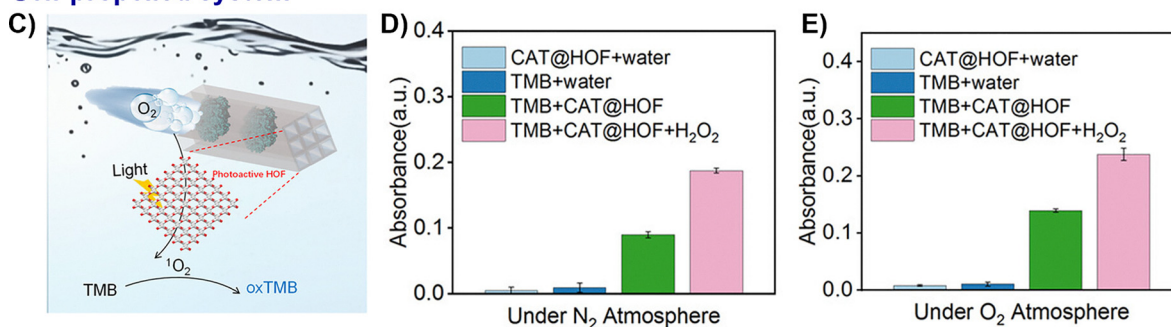 C)
O₂
Light
Photoactive HOF
¹O₂
TMB
oxTMB
D)
0.4
0.3
0.2
0.1
0.0
Absorbance(a.u.)
CAT@HOF+water
TMB+water
TMB+CAT@HOF
TMB+CAT@HOF+H₂O₂
Under N₂ Atmosphere
E)
0.4
0.3
0.2
0.1
0.0
Absorbance(a.u.)
CAT@HOF+water
TMB+water
TMB+CAT@HOF
TMB+CAT@HOF+H₂O₂
Under O₂ Atmosphere